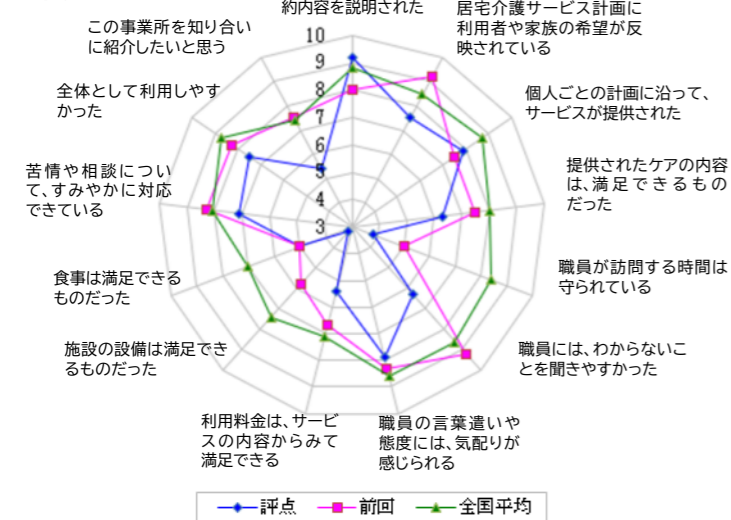 約内容を説明された
居宅介護サービス計画に
利用者や家族の希望が反
映されている
個人ごとの計画に沿って、
サービスが提供された
提供されたケアの内容
は、満足できるもの
だった
職員が訪問する時間は
守られている
職員には、わからないこ
とを聞きやすかった
職員の言葉遣いや
態度には、気配りが
感じられる
利用料金は、サービ
スの内容からみて
満足できる
施設の設備は満足でき
るものだった
食事は満足できる
ものだった
苦情や相談につい
て、すみやかに対応
できている
全体として利用しやす
かった
この事業所を知り合い
に紹介したいと思う
10
9
8
7
6
5
4
3
評点 前回 全国平均